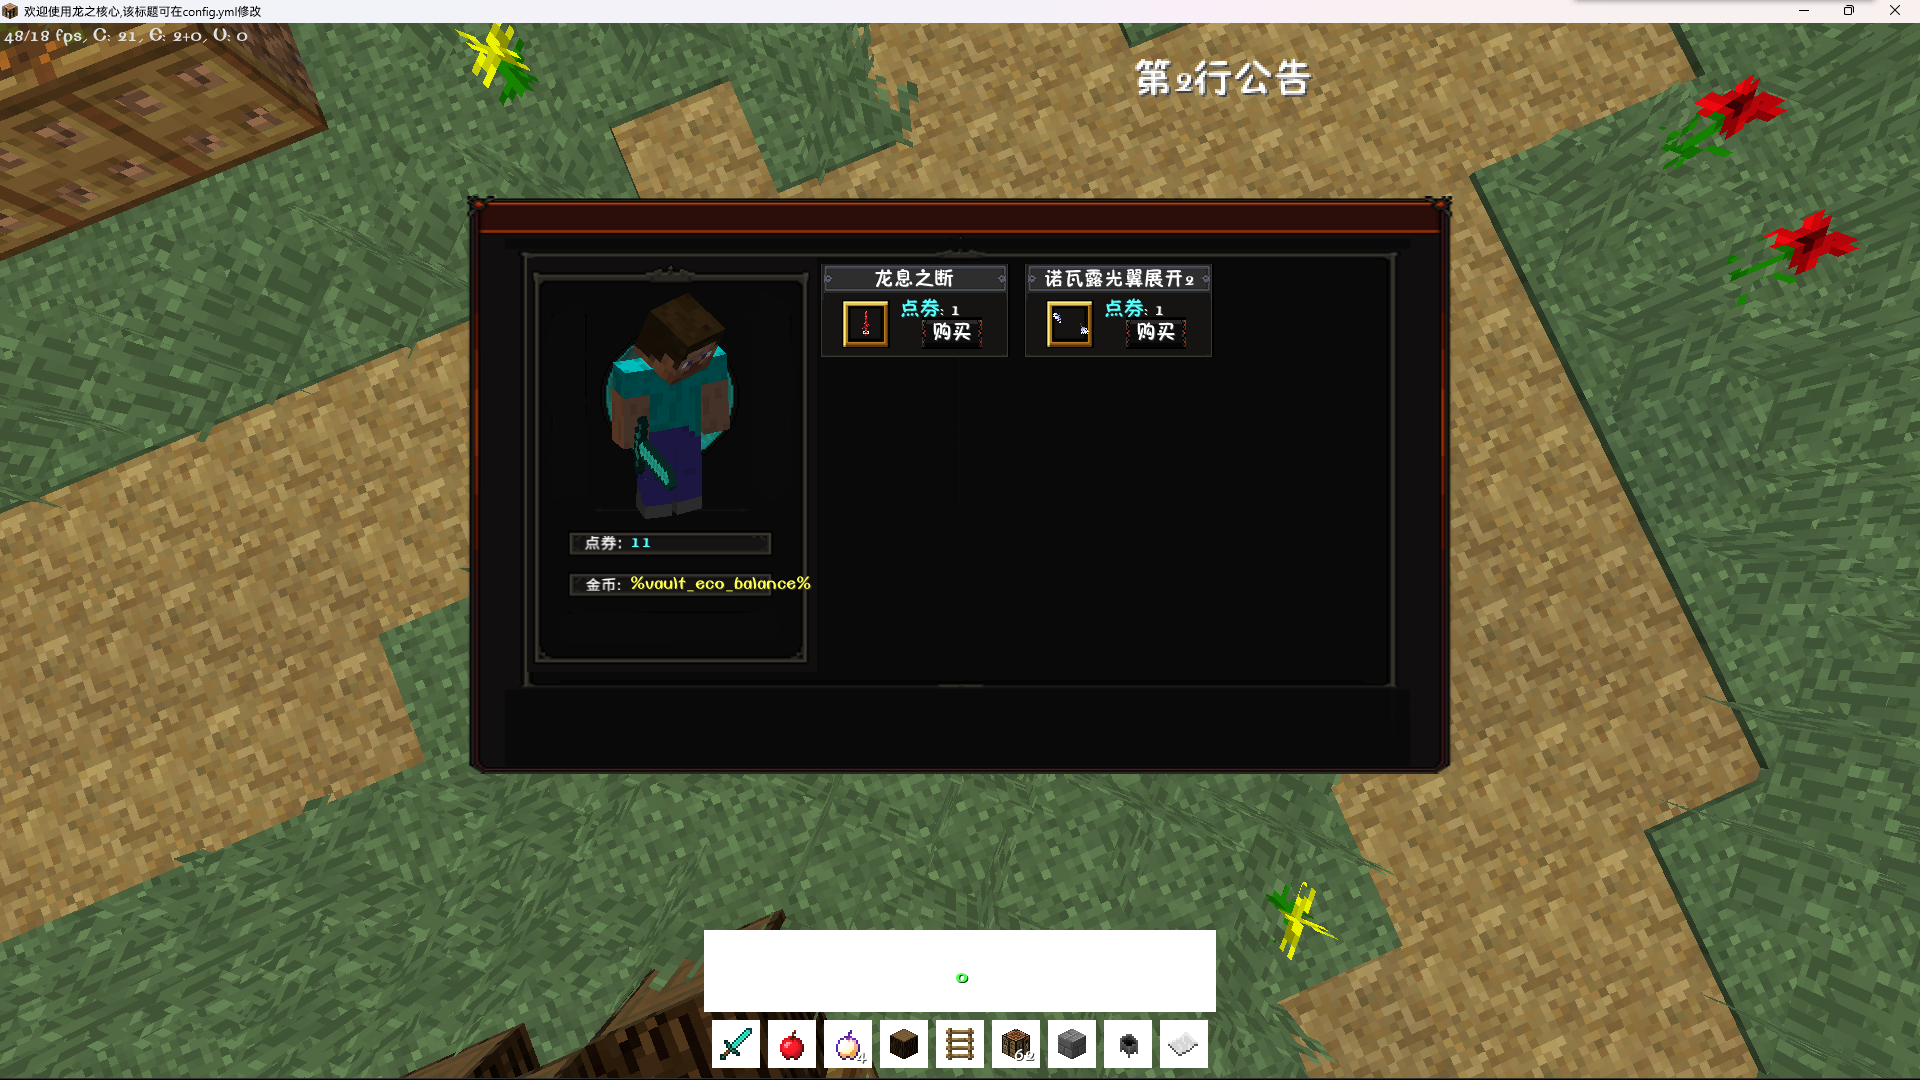 欢迎使用龙之核心,该标题可在config.yml修改
48/18 fps, C: 21, E: 2+0, U: 0
第2行公告
龙息之断
点券: 1
购买
诺瓦露光翼展开2
点券: 1
购买
点券: 11
金币: %vault_eco_balance%
0
4
62